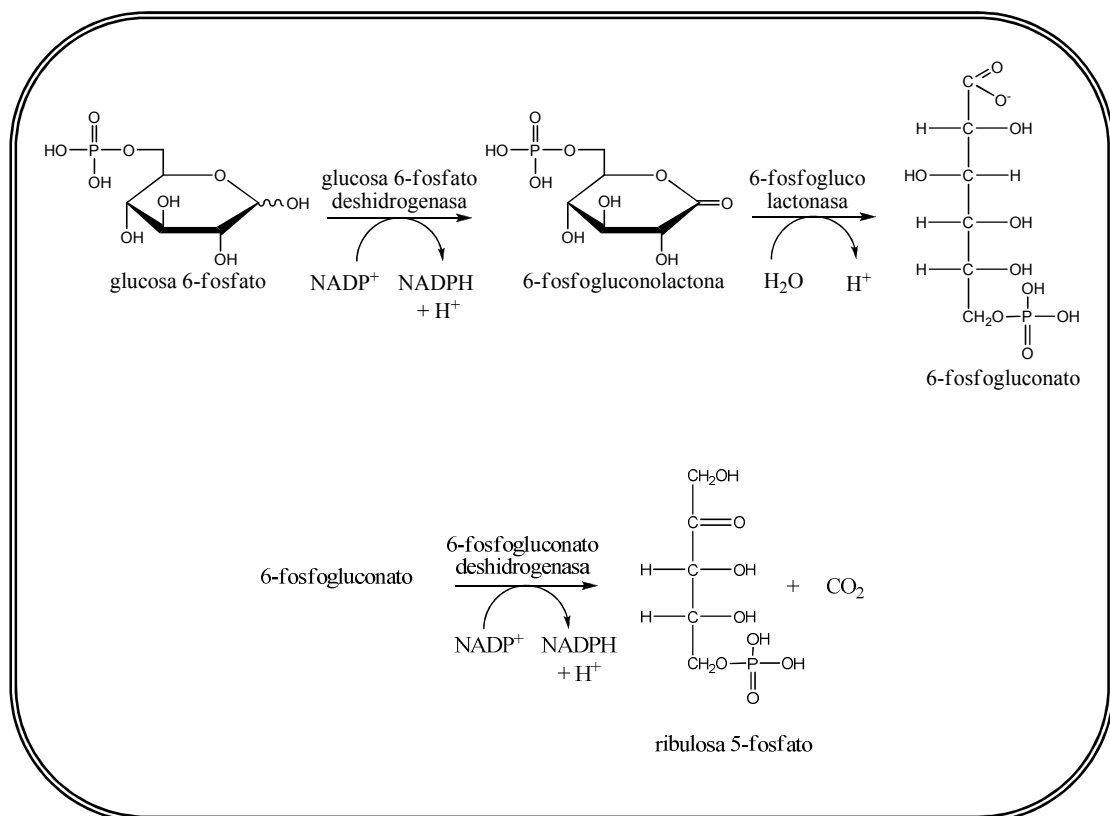 O
HO P O
OH
O
OH
OH
OH
OH
glucosa 6-fosfato
glucosa 6-fosfato
deshidrogenasa
NADP+ NADPH
+ H+
O
HO P O
OH
O
OH
OH
OH
O
6-fosfogluconolactona
6-fosfogluco
lactonasa
H2O H+
C O
O-
H C OH
HO C H
H C OH
H C OH
OH
CH2O P OH
O
6-fosfogluconato
6-fosfogluconato
6-fosfogluconato
deshidrogenasa
NADP+ NADPH
+ H+
CH2OH
C O
H C OH
H C OH
OH
CH2O P OH
O
+ CO2
ribulosa 5-fosfato